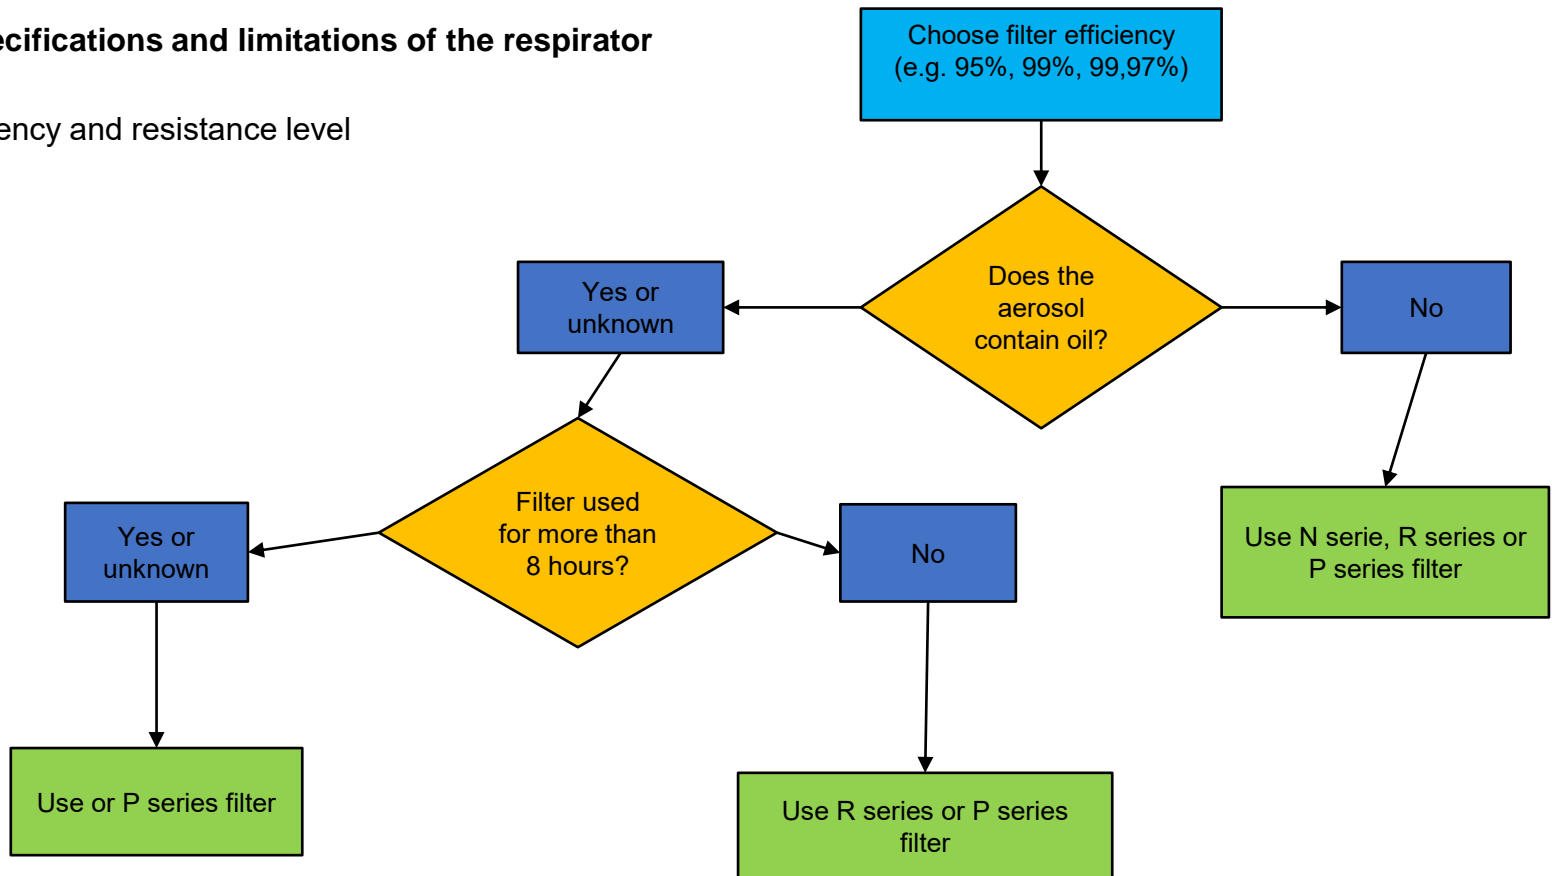 ecifications and limitations of the respirator
ency and resistance level
Choose filter efficiency
(e.g. 95%, 99%, 99,97%)
Does the
aerosol
contain oil?
Yes or
unknown
No
Filter used
for more than
8 hours?
Yes or
unknown
No
Use N serie, R series or
P series filter
Use or P series filter
Use R series or P series
filter